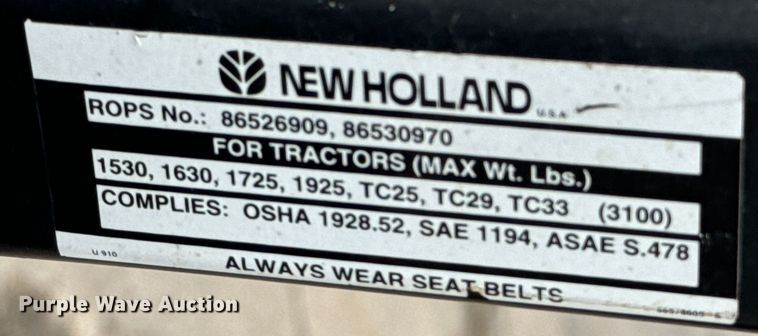 NEW HOLLAND
U.S.A.
ROPS No.: 86526909, 86530970
FOR TRACTORS (MAX Wt. Lbs.)
1530, 1630, 1725, 1925, TC25, TC29, TC33 (3100)
COMPLIES: OSHA 1928.52, SAE 1194, ASAE S.478
U 910
ALWAYS WEAR SEAT BELTS
Purple Wave Auction